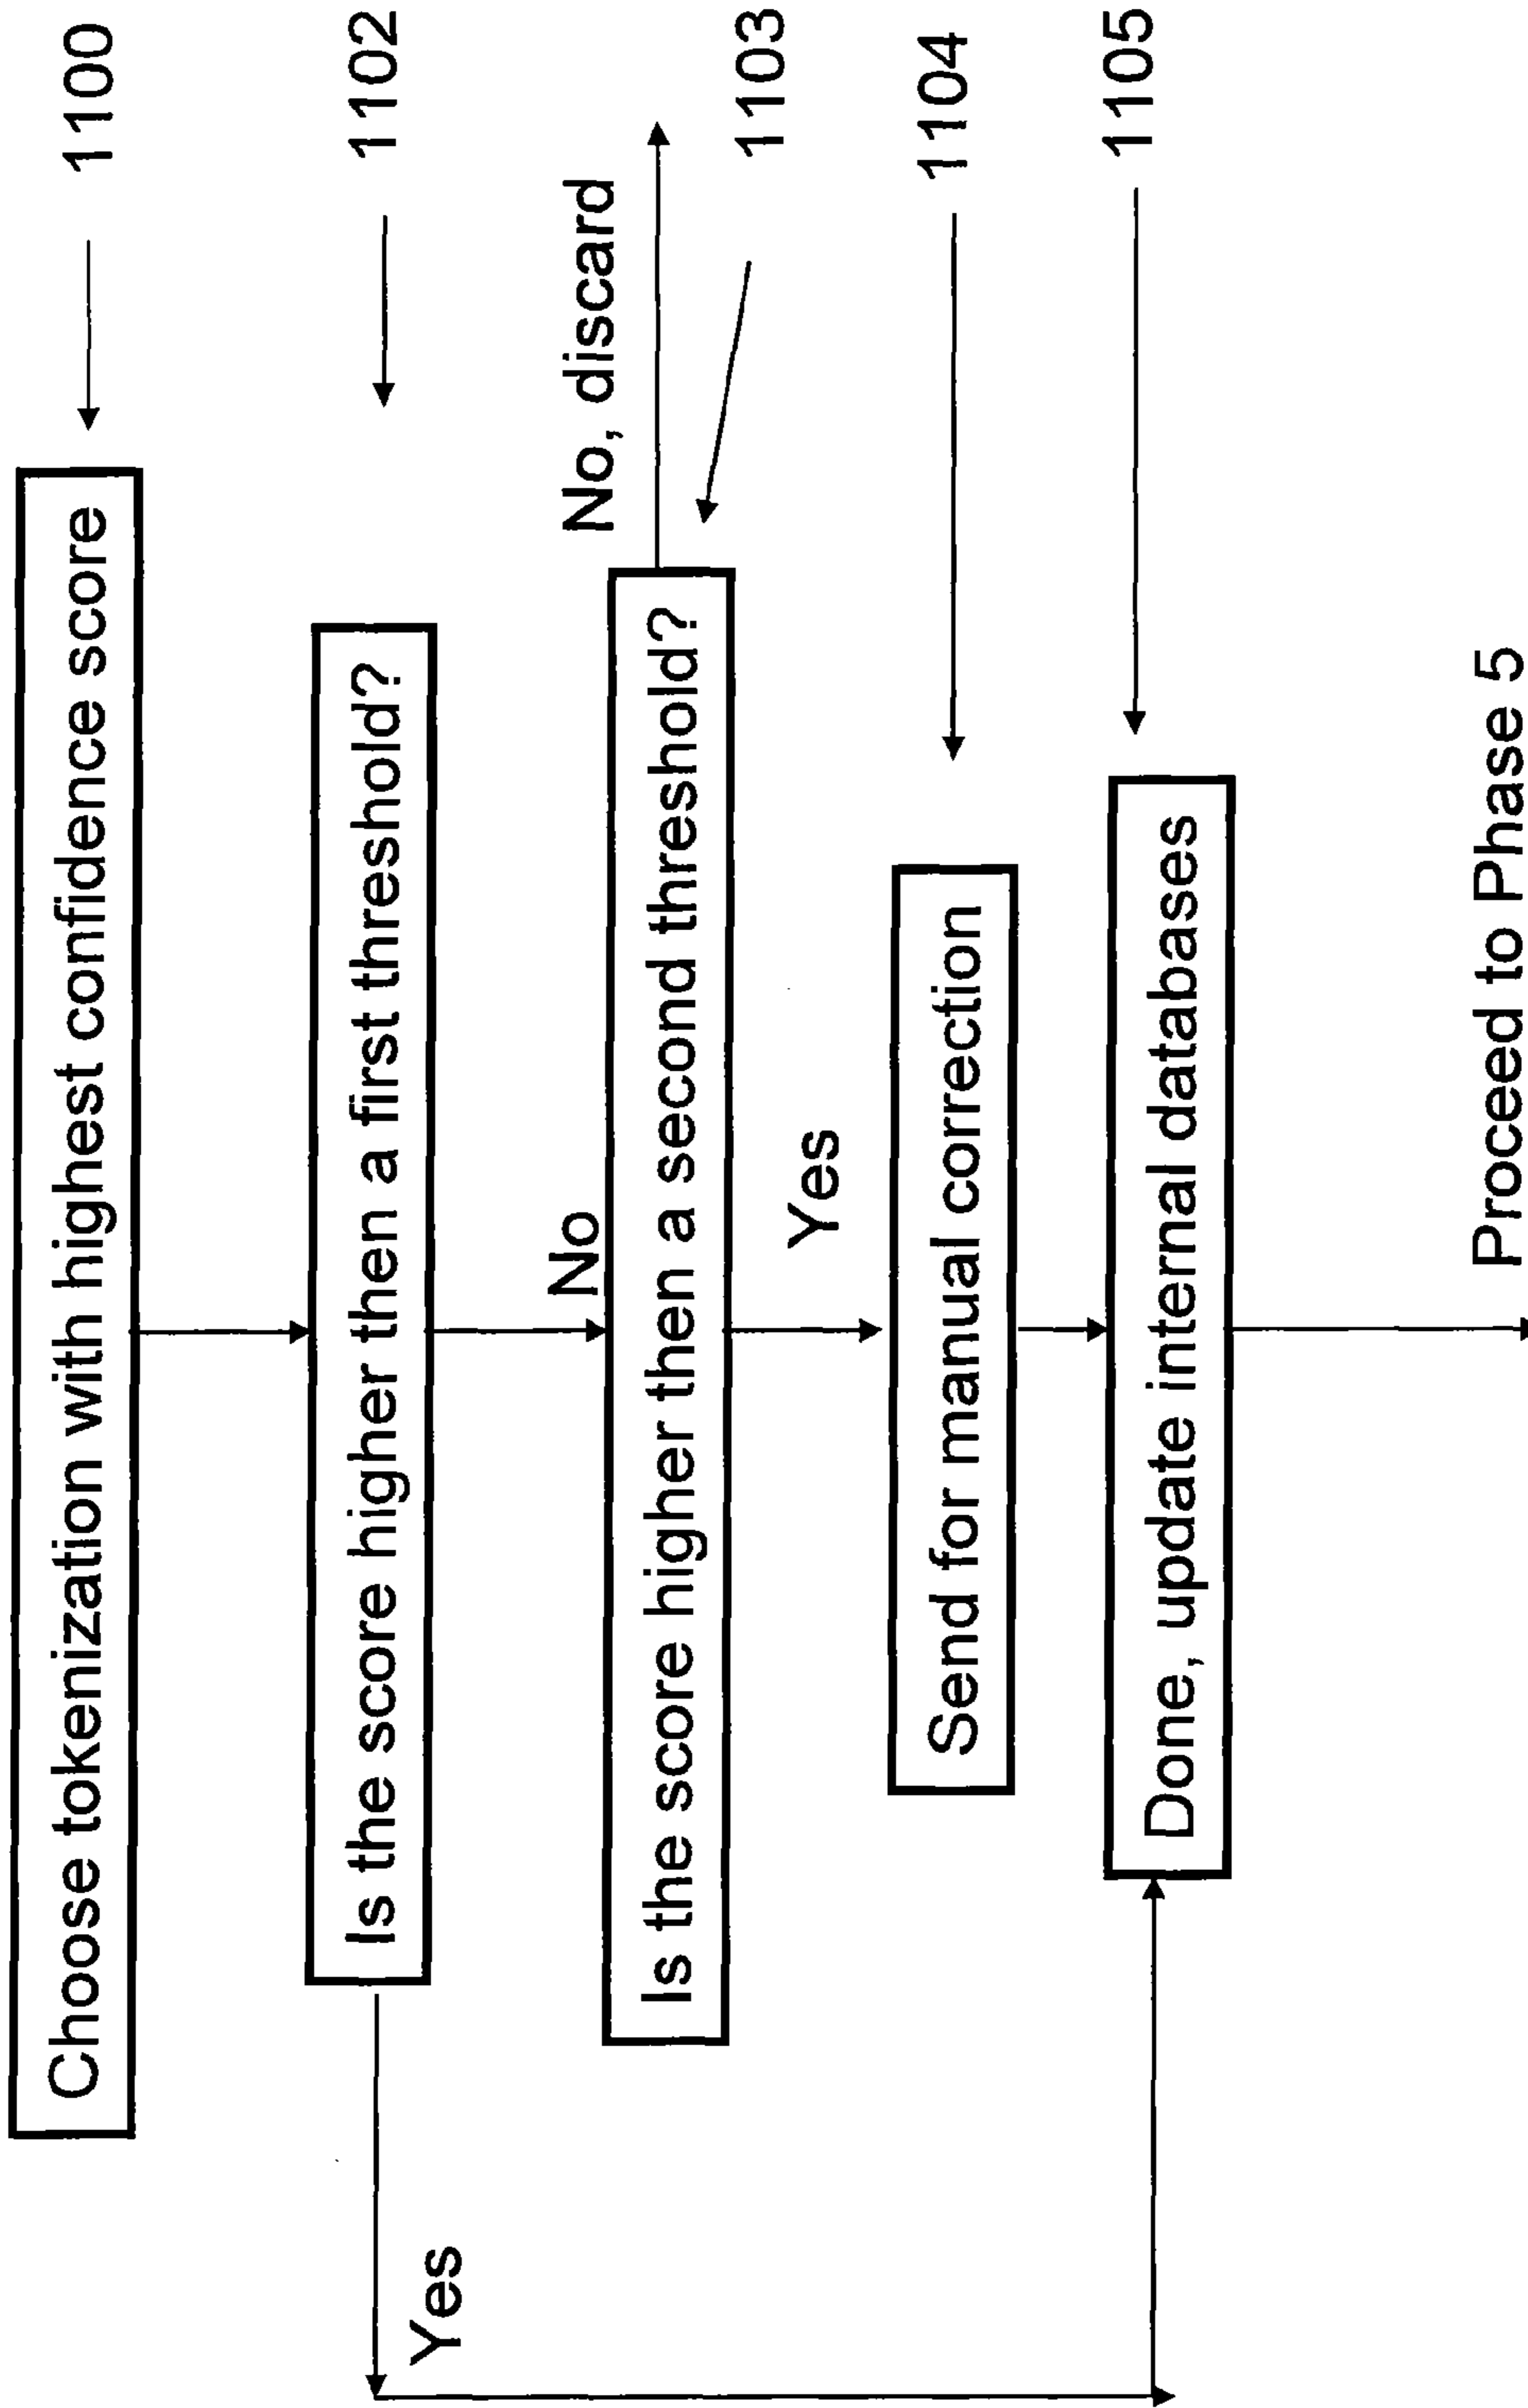 Choose tokenization with highest confidence score
1100
Is the score higher then a first threshold?
1102
Yes
No
No, discard
Is the score higher then a second threshold?
1103
Yes
Send for manual correction
1104
Done, update internal databases
1105
Proceed to Phase 5